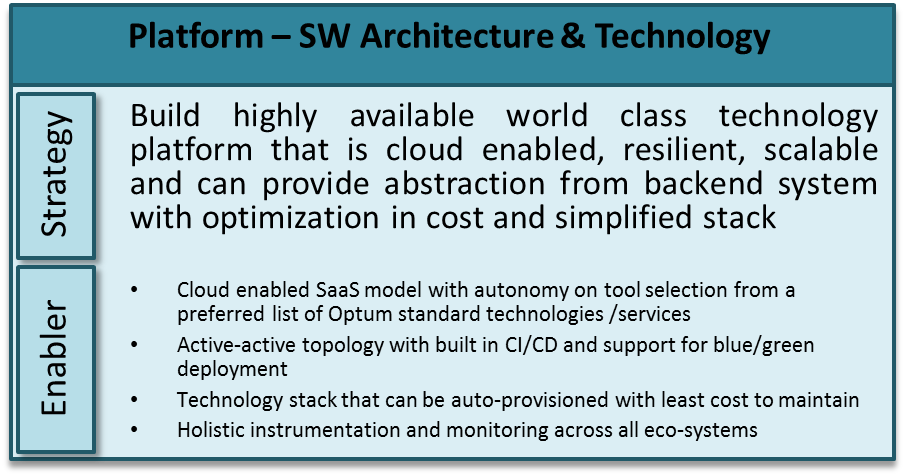 Platform – SW Architecture & Technology
Strategy
Build highly available world class technology
platform that is cloud enabled, resilient, scalable
and can provide abstraction from backend system
with optimization in cost and simplified stack
Enabler
• Cloud enabled SaaS model with autonomy on tool selection from a
preferred list of Optum standard technologies /services
• Active-active topology with built in CI/CD and support for blue/green
deployment
• Technology stack that can be auto-provisioned with least cost to maintain
• Holistic instrumentation and monitoring across all eco-systems